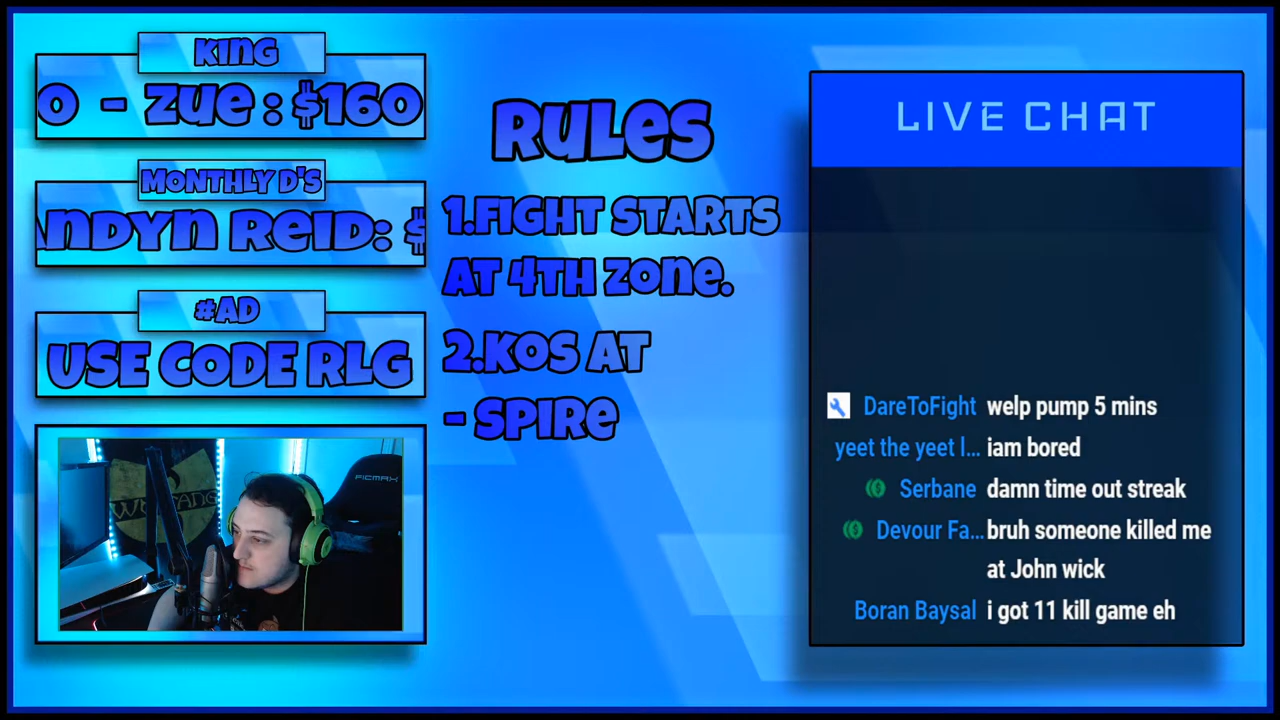 King
0 - Zue : $160
Monthly D's
ndyn Reid: $
#AD
USE CODE RLG
Rules
1.Fight starts
at 4th zone.
2.KOS at
- Spire
FICMAX
LIVE CHAT
DareToFight welp pump 5 mins
yeet the yeet l... iam bored
Serbane damn time out streak
Devour Fa... bruh someone killed me
at John wick
Boran Baysal i got 11 kill game eh